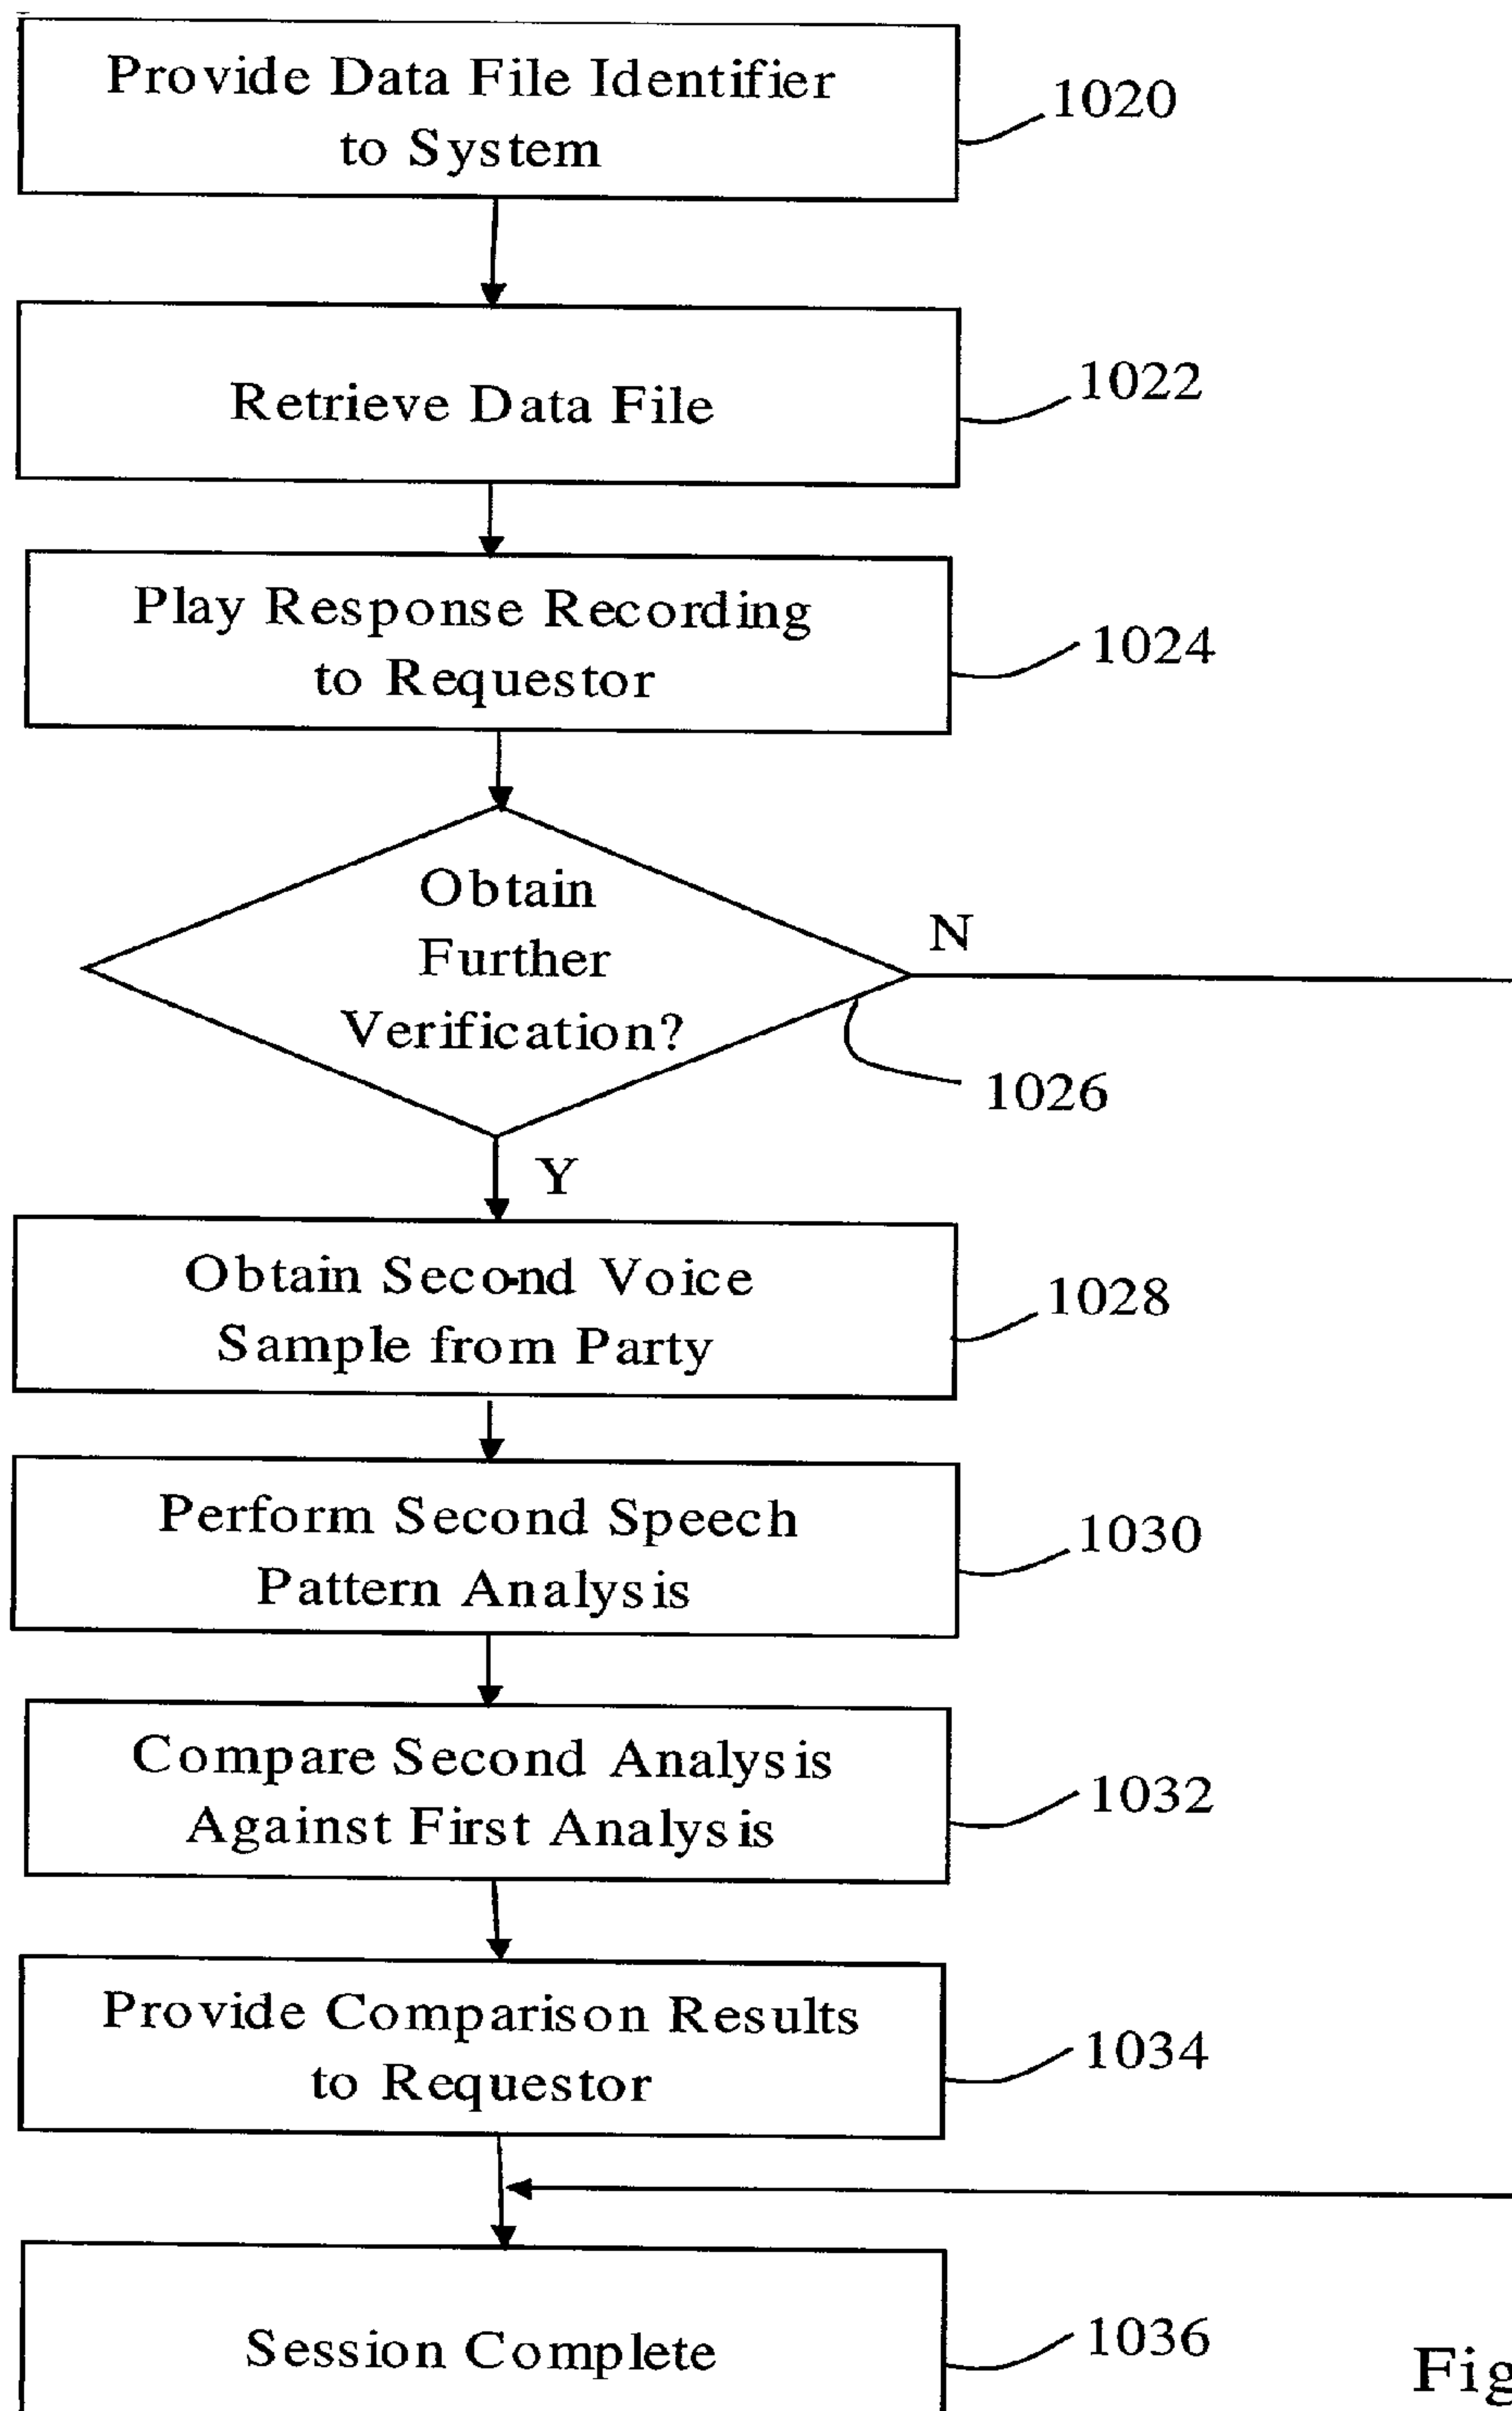 Provide Data File Identifier
to System
1020
Retrieve Data File
1022
Play Response Recording
to Requestor
1024
Obtain
Further
Verification?
N
1026
Y
Obtain Second Voice
Sample from Party
1028
Perform Second Speech
Pattern Analysis
1030
Compare Second Analysis
Against First Analysis
1032
Provide Comparison Results
to Requestor
1034
Session Complete
1036
Fig